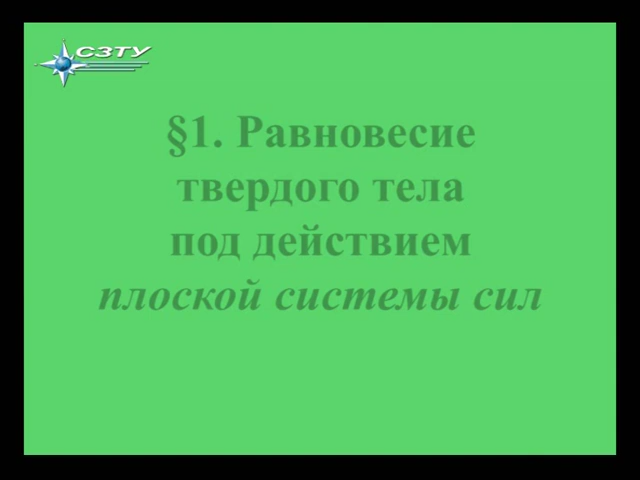 СЗТУ
§1. Равновесие
твердого тела
под действием
плоской системы сил